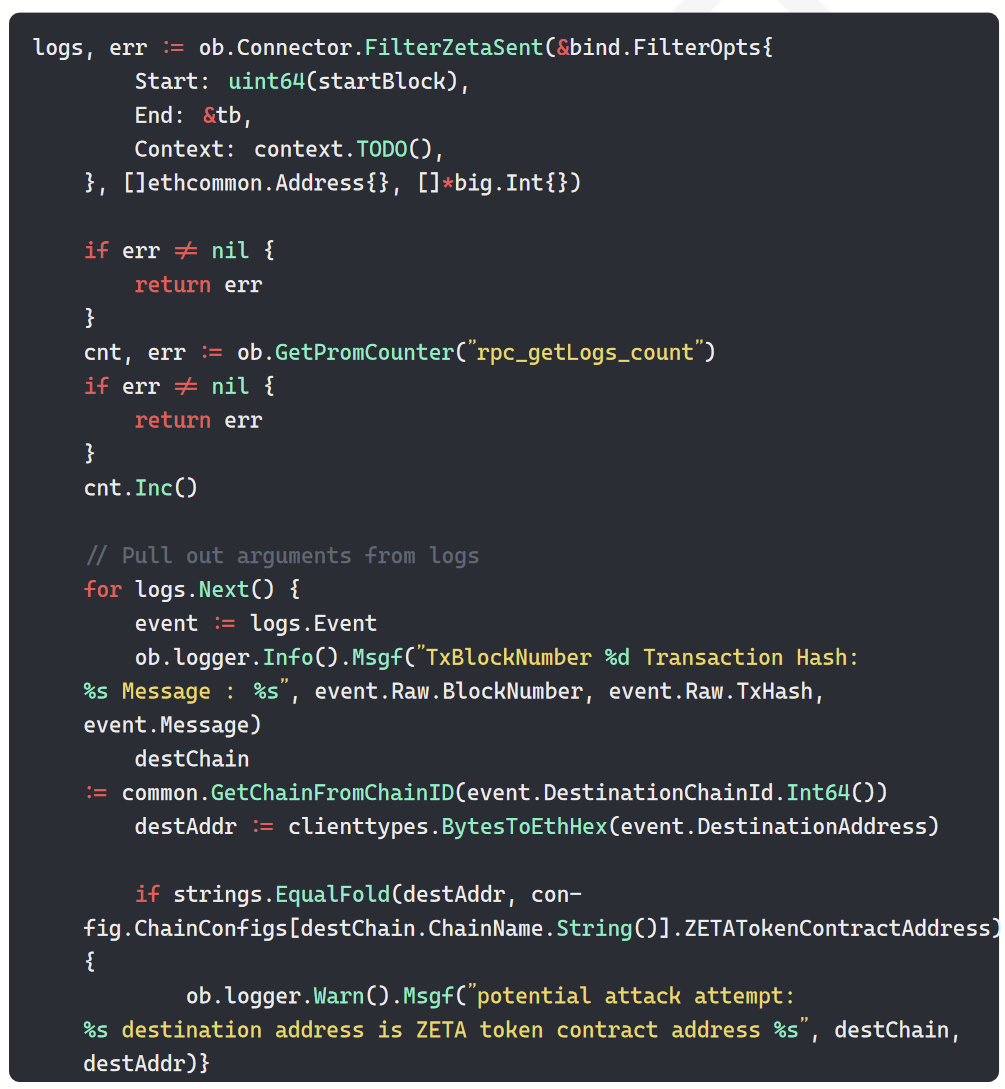 logs, err := ob.Connector.FilterZetaSent(&bind.FilterOpts{
Start: uint64(startBlock),
End: &tb,
Context: context.TODO(),
}, []ethcommon.Address{}, []*big.Int{})
if err != nil {
return err
}
cnt, err := ob.GetPromCounter("rpc_getLogs_count")
if err != nil {
return err
}
cnt.Inc()
// Pull out arguments from logs
for logs.Next() {
event := logs.Event
ob.logger.Info().Msgf("TxBlockNumber %d Transaction Hash:
%s Message : %s", event.Raw.BlockNumber, event.Raw.TxHash,
event.Message)
destChain
:= common.GetChainFromChainID(event.DestinationChainId.Int64())
destAddr := clienttypes.BytesToEthHex(event.DestinationAddress)
if strings.EqualFold(destAddr, con-
fig.ChainConfigs[destChain.ChainName.String()].ZETATokenContractAddress)
{
ob.logger.Warn().Msgf("potential attack attempt:
%s destination address is ZETA token contract address %s", destChain,
destAddr)}